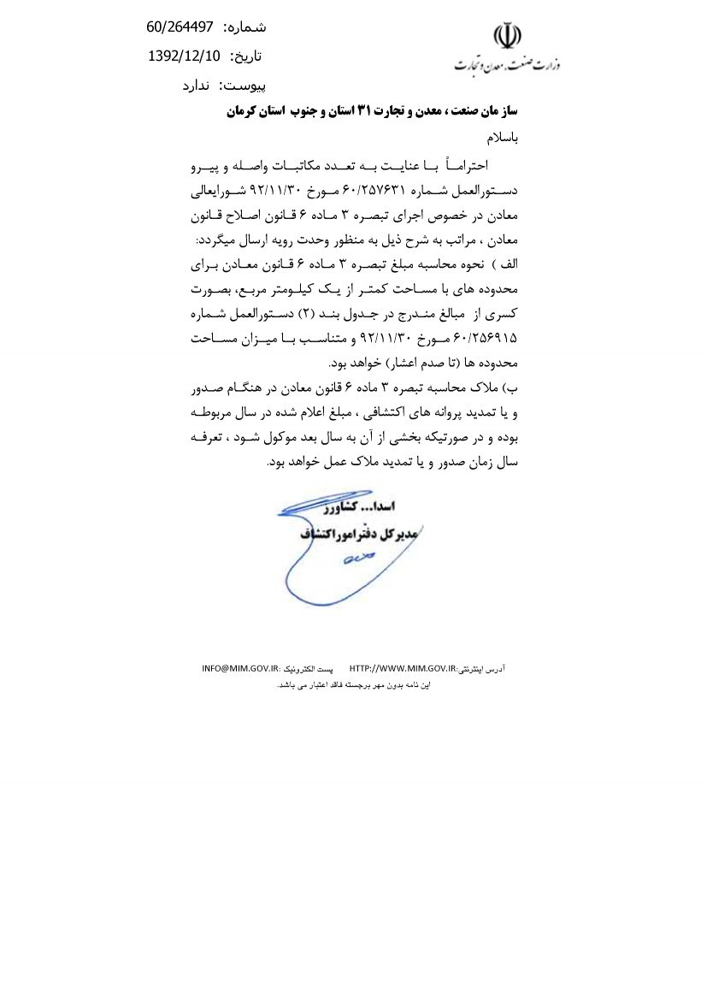 شماره: 60/264497
تاریخ: 1392/12/10
پیوست: ندارد
وزارت صنعت، معدن و تجارت
سازمان صنعت ، معدن و تجارت ۳۱ استان و جنوب استان کرمان
باسلام
احتراماً با عنایت به تعدد مکاتبات واصله و پیرو
دستورالعمل شماره ۶۰/۲۵۷۶۳۱ مورخ ۹۲/۱۱/۳۰ شورایعالی
معادن در خصوص اجرای تبصره ۳ ماده ۶ قانون اصلاح قانون
معادن ، مراتب به شرح ذیل به منظور وحدت رویه ارسال میگردد:
الف ) نحوه محاسبه مبلغ تبصره ۳ ماده ۶ قانون معادن برای
محدوده های با مساحت کمتر از یک کیلومتر مربع، بصورت
کسری از مبالغ مندرج در جدول بند (۲) دستورالعمل شماره
۶۰/۲۵۶۹۱۵ مورخ ۹۲/۱۱/۳۰ و متناسب با میزان مساحت
محدوده ها (تا صدم اعشار) خواهد بود.
ب) ملاک محاسبه تبصره ۳ ماده ۶ قانون معادن در هنگام صدور
و یا تمدید پروانه های اکتشافی ، مبلغ اعلام شده در سال مربوطه
بوده و در صورتیکه بخشی از آن به سال بعد موکول شود ، تعرفه
سال زمان صدور و یا تمدید ملاک عمل خواهد بود.
اسدا... کشاورز
مدیرکل دفتر امور اکتشاف
آدرس اینترنتی:HTTP://WWW.MIM.GOV.IR پست الکترونیک :INFO@MIM.GOV.IR
این نامه بدون مهر برجسته فاقد اعتبار می باشد.